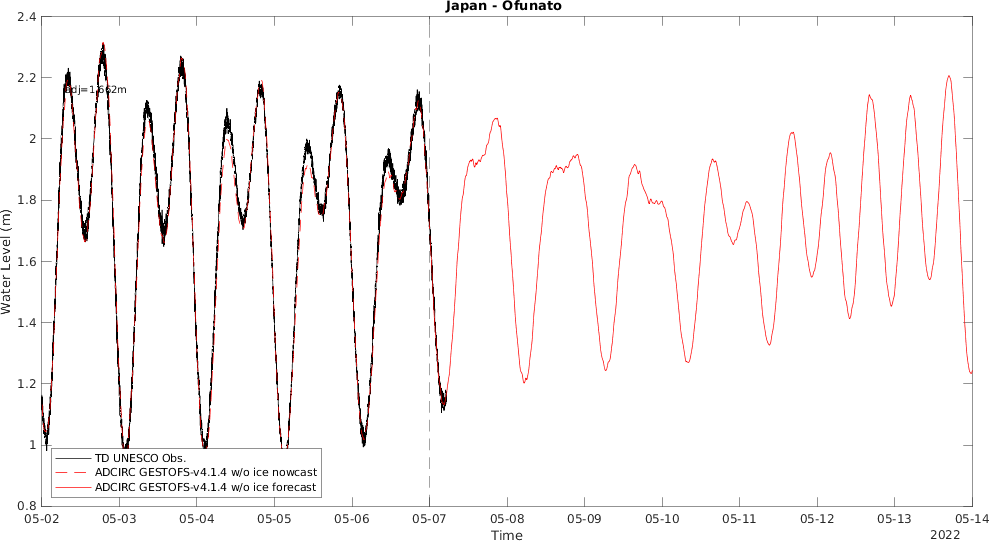 Japan - Ofunato
2.4
2.2
2
1.8
1.6
1.4
1.2
1
0.8
Water Level (m)
adj=1.662m
TD UNESCO Obs.
ADCIRC GESTOFS-v4.1.4 w/o ice nowcast
ADCIRC GESTOFS-v4.1.4 w/o ice forecast
05-02 05-03 05-04 05-05 05-06 05-07 05-08 05-09 05-10 05-11 05-12 05-13 05-14
Time
2022